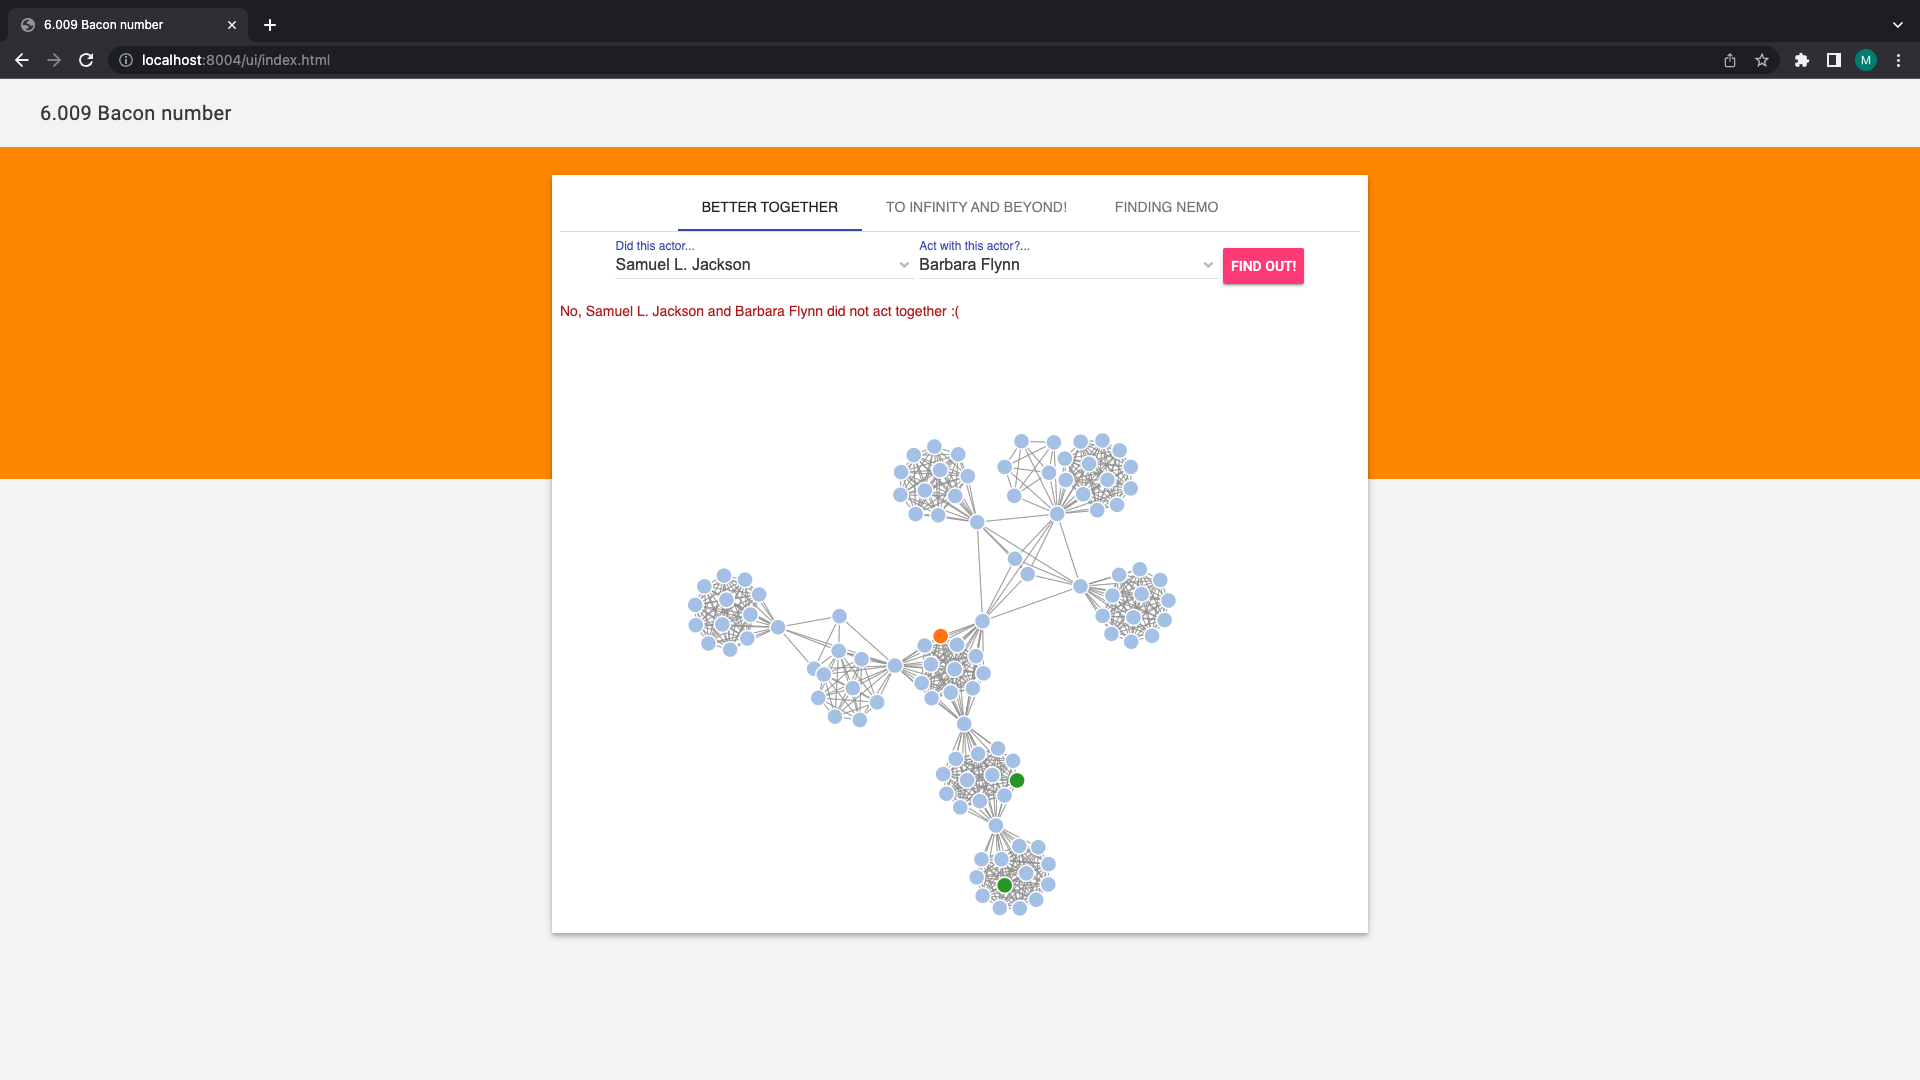 6.009 Bacon number
localhost:8004/ui/index.html
M
6.009 Bacon number
BETTER TOGETHER
TO INFINITY AND BEYOND!
FINDING NEMO
Did this actor...
Act with this actor?...
Samuel L. Jackson
Barbara Flynn
FIND OUT!
No, Samuel L. Jackson and Barbara Flynn did not act together :(